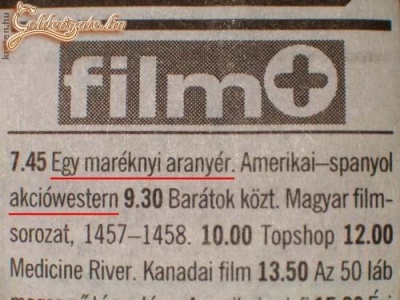 Goldengate.hu
film+
7.45 Egy maréknyi aranyér. Amerikai–spanyol
akciówestern 9.30 Barátok közt. Magyar film-
sorozat, 1457–1458. 10.00 Topshop 12.00
Medicine River. Kanadai film 13.50 Az 50 láb